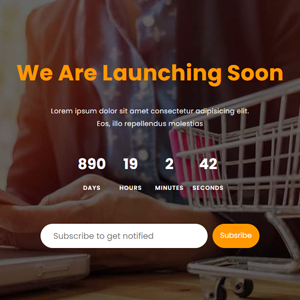 We Are Launching Soon
Lorem ipsum dolor sit amet consectetur adipisicing elit.
Eos, illo repellendus molestias
890 19 2 42
DAYS HOURS MINUTES SECONDS
Subscribe to get notified Subsribe